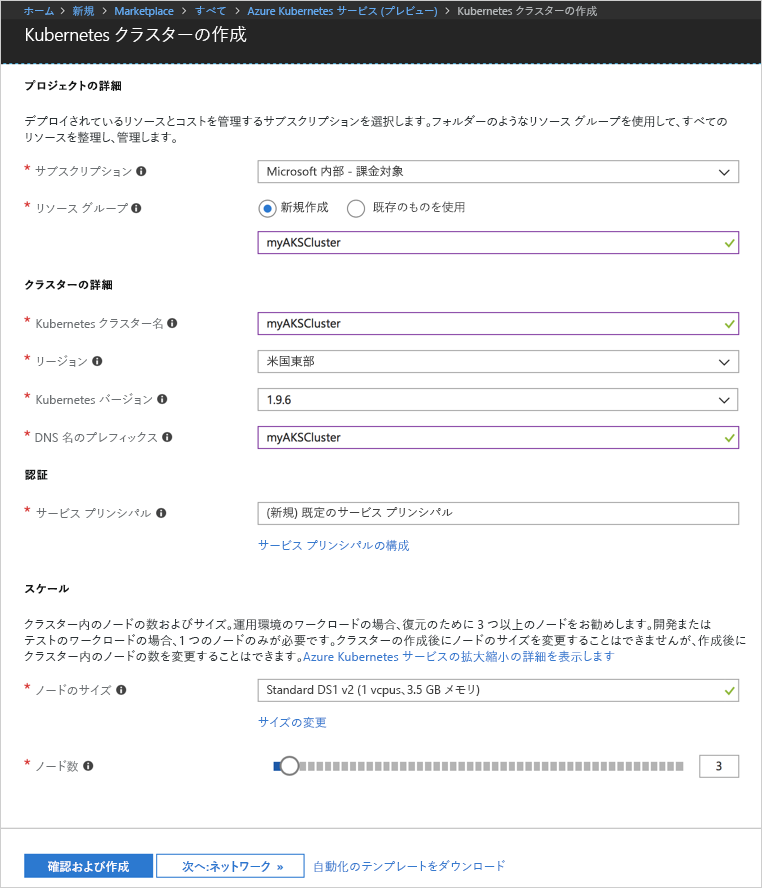 ホーム > 新規 > Marketplace > すべて > Azure Kubernetes サービス (プレビュー) > Kubernetes クラスターの作成
Kubernetes クラスターの作成
プロジェクトの詳細
デプロイされているリソースとコストを管理するサブスクリプションを選択します。フォルダーのようなリソース グループを使用して、すべての
リソースを整理し、管理します。
* サブスクリプション
Microsoft 内部 - 課金対象
* リソース グループ
新規作成 既存のものを使用
myAKSCluster
クラスターの詳細
* Kubernetes クラスター名
myAKSCluster
* リージョン
米国東部
* Kubernetes バージョン
1.9.6
* DNS 名のプレフィックス
myAKSCluster
認証
* サービス プリンシパル
(新規) 既定のサービス プリンシパル
サービス プリンシパルの構成
スケール
クラスター内のノードの数およびサイズ。運用環境のワークロードの場合、復元のために 3 つ以上のノードをお勧めします。開発または
テストのワークロードの場合、1 つのノードのみが必要です。クラスターの作成後にノードのサイズを変更することはできませんが、作成後に
クラスター内のノードの数を変更することはできます。Azure Kubernetes サービスの拡大縮小の詳細を表示します
* ノードのサイズ
Standard DS1 v2 (1 vcpus、3.5 GB メモリ)
サイズの変更
* ノード数
3
確認および作成 次へ:ネットワーク » 自動化のテンプレートをダウンロード